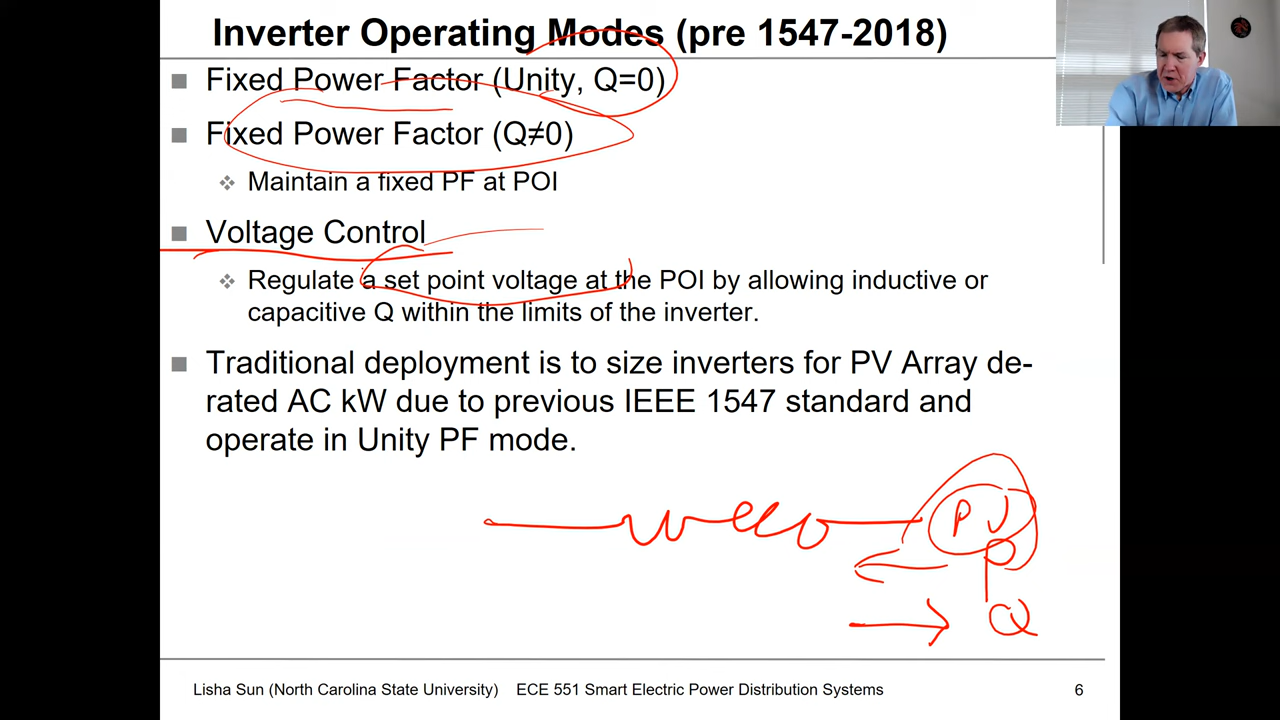 Inverter Operating Modes (pre 1547-2018)
Fixed Power Factor (Unity, Q=0)
Fixed Power Factor (Q≠0)
Maintain a fixed PF at POI
Voltage Control
Regulate a set point voltage at the POI by allowing inductive or
capacitive Q within the limits of the inverter.
Traditional deployment is to size inverters for PV Array de-
rated AC kW due to previous IEEE 1547 standard and
operate in Unity PF mode.
PV
P
Q
Lisha Sun (North Carolina State University) ECE 551 Smart Electric Power Distribution Systems 6